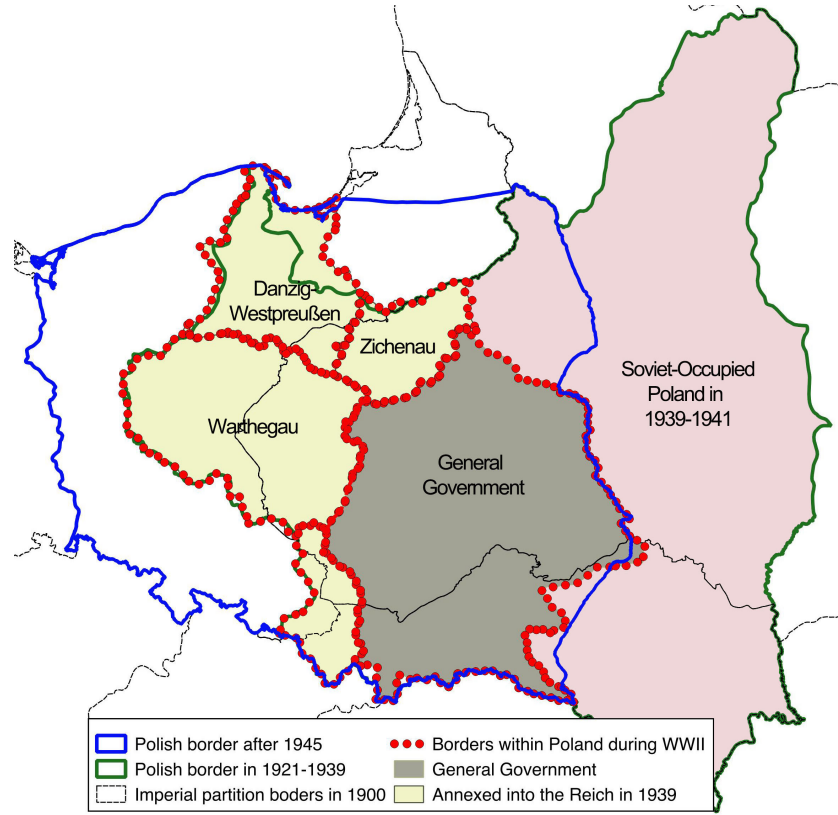 Danzig-
Westpreußen
Zichenau
Soviet-Occupied
Poland in
1939-1941
Warthegau
General
Government
Polish border after 1945
Polish border in 1921-1939
Imperial partition boders in 1900
Borders within Poland during WWII
General Government
Annexed into the Reich in 1939